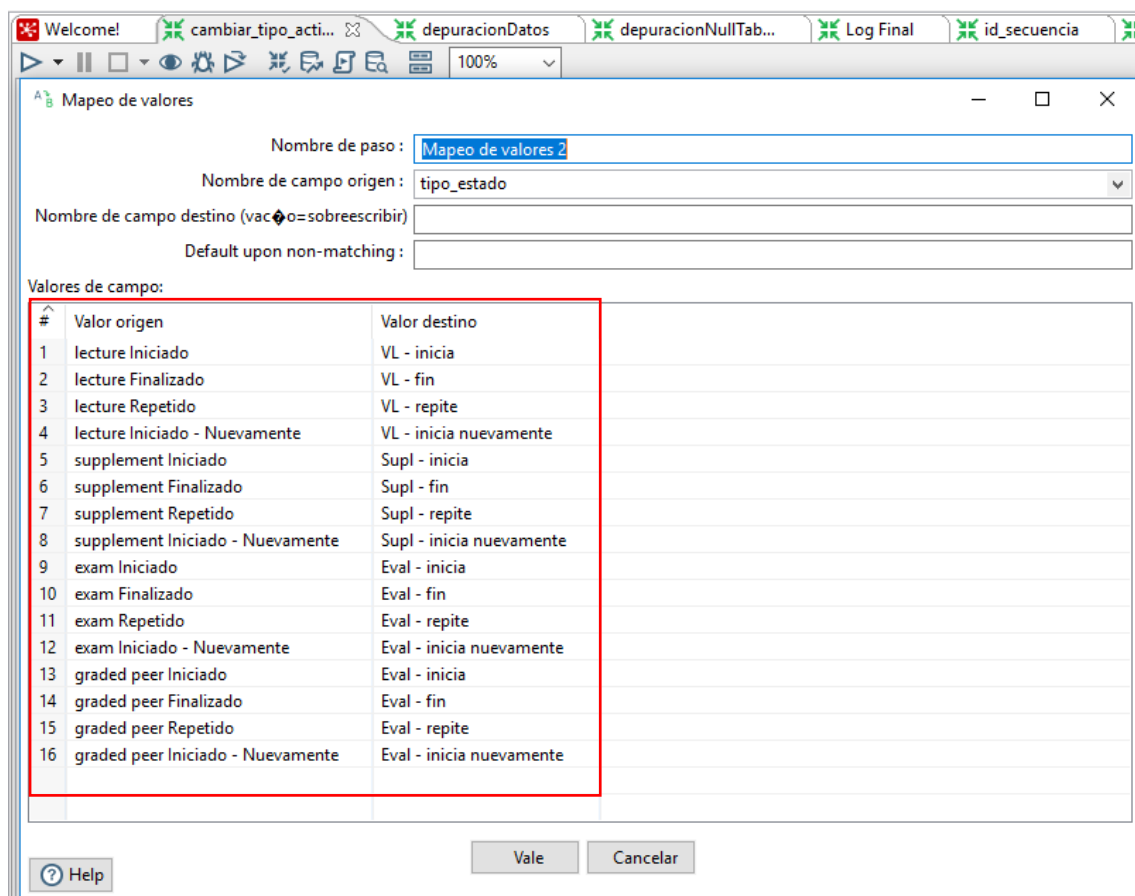 Welcome! cambiar_tipo_acti... depuracionDatos depuracionNullTab... Log Final id_secuencia
100%
A B Mapeo de valores
Nombre de paso : Mapeo de valores 2
Nombre de campo origen : tipo_estado
Nombre de campo destino (vac�o=sobreescribir)
Default upon non-matching :
Valores de campo:
# Valor origen Valor destino
1 lecture Iniciado VL - inicia
2 lecture Finalizado VL - fin
3 lecture Repetido VL - repite
4 lecture Iniciado - Nuevamente VL - inicia nuevamente
5 supplement Iniciado Supl - inicia
6 supplement Finalizado Supl - fin
7 supplement Repetido Supl - repite
8 supplement Iniciado - Nuevamente Supl - inicia nuevamente
9 exam Iniciado Eval - inicia
10 exam Finalizado Eval - fin
11 exam Repetido Eval - repite
12 exam Iniciado - Nuevamente Eval - inicia nuevamente
13 graded peer Iniciado Eval - inicia
14 graded peer Finalizado Eval - fin
15 graded peer Repetido Eval - repite
16 graded peer Iniciado - Nuevamente Eval - inicia nuevamente
Vale Cancelar
? Help